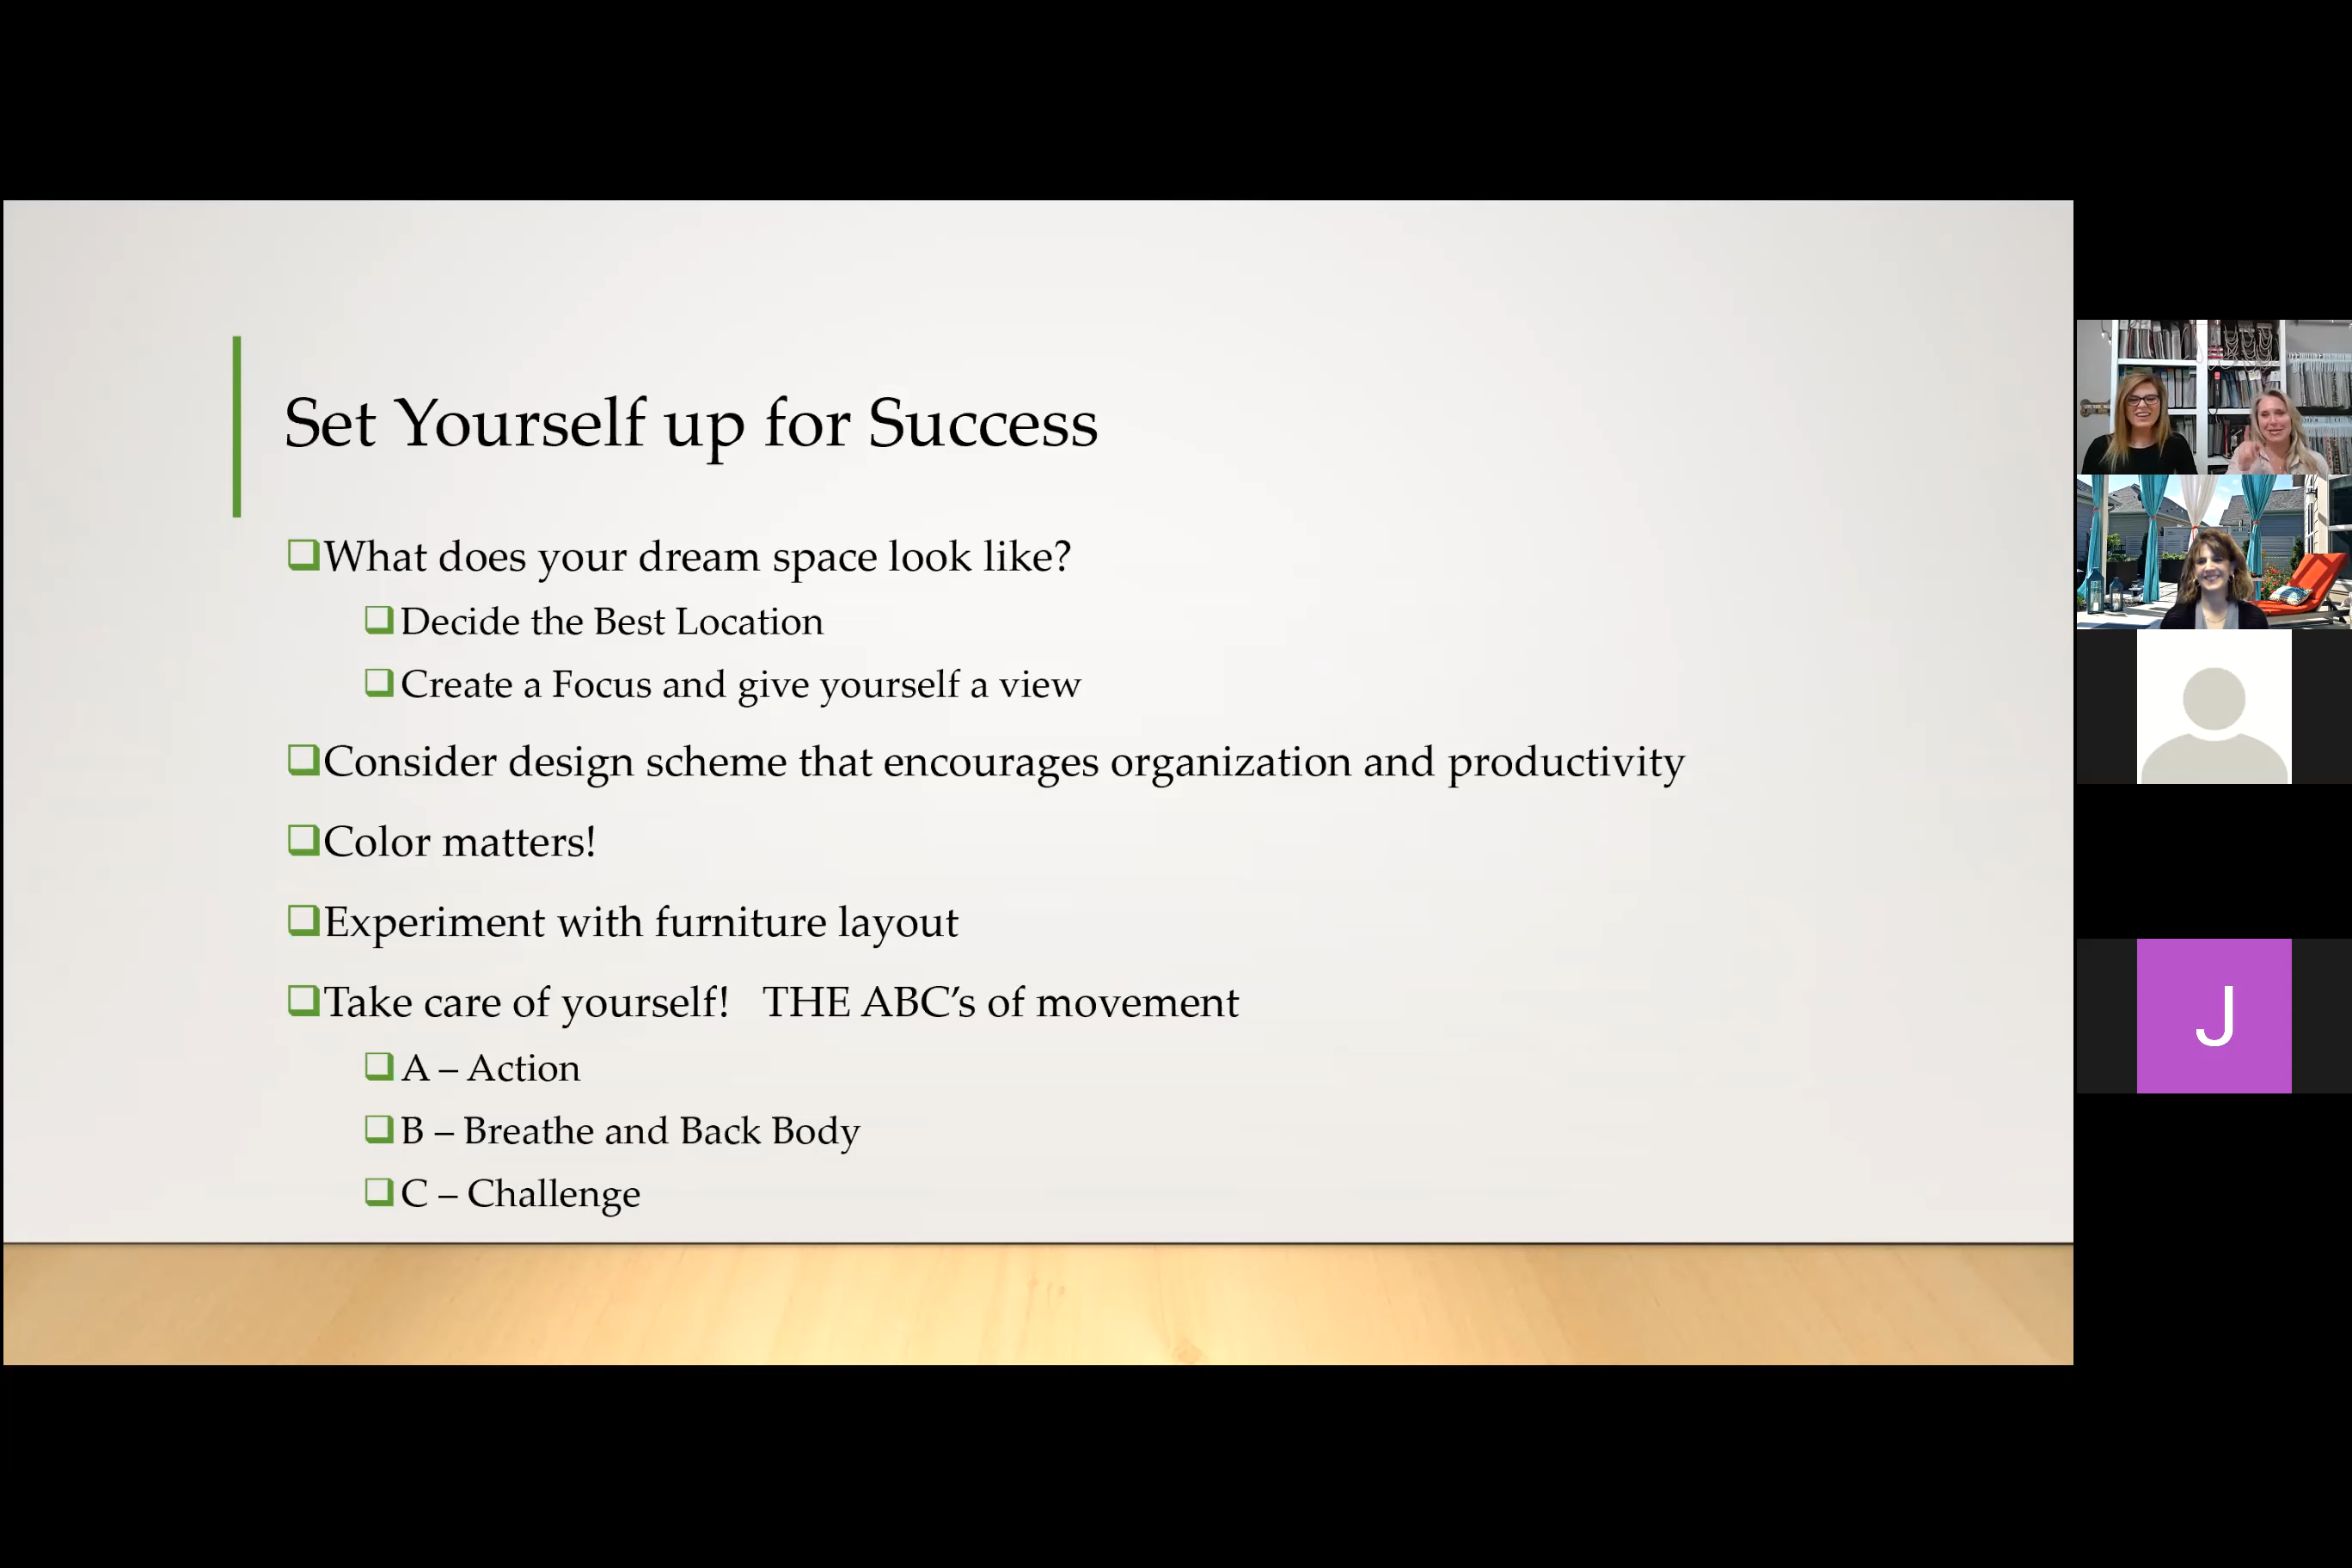 Set Yourself up for Success
What does your dream space look like?
Decide the Best Location
Create a Focus and give yourself a view
Consider design scheme that encourages organization and productivity
Color matters!
Experiment with furniture layout
Take care of yourself! THE ABC’s of movement
A – Action
B – Breathe and Back Body
C – Challenge
J